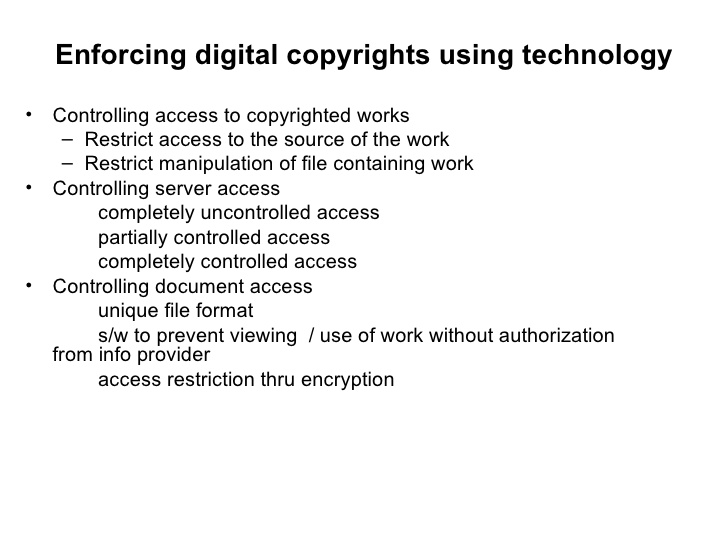 Enforcing digital copyrights using technology
• Controlling access to copyrighted works
– Restrict access to the source of the work
– Restrict manipulation of file containing work
• Controlling server access
completely uncontrolled access
partially controlled access
completely controlled access
• Controlling document access
unique file format
s/w to prevent viewing  / use of work without authorization
from info provider
access restriction thru encryption